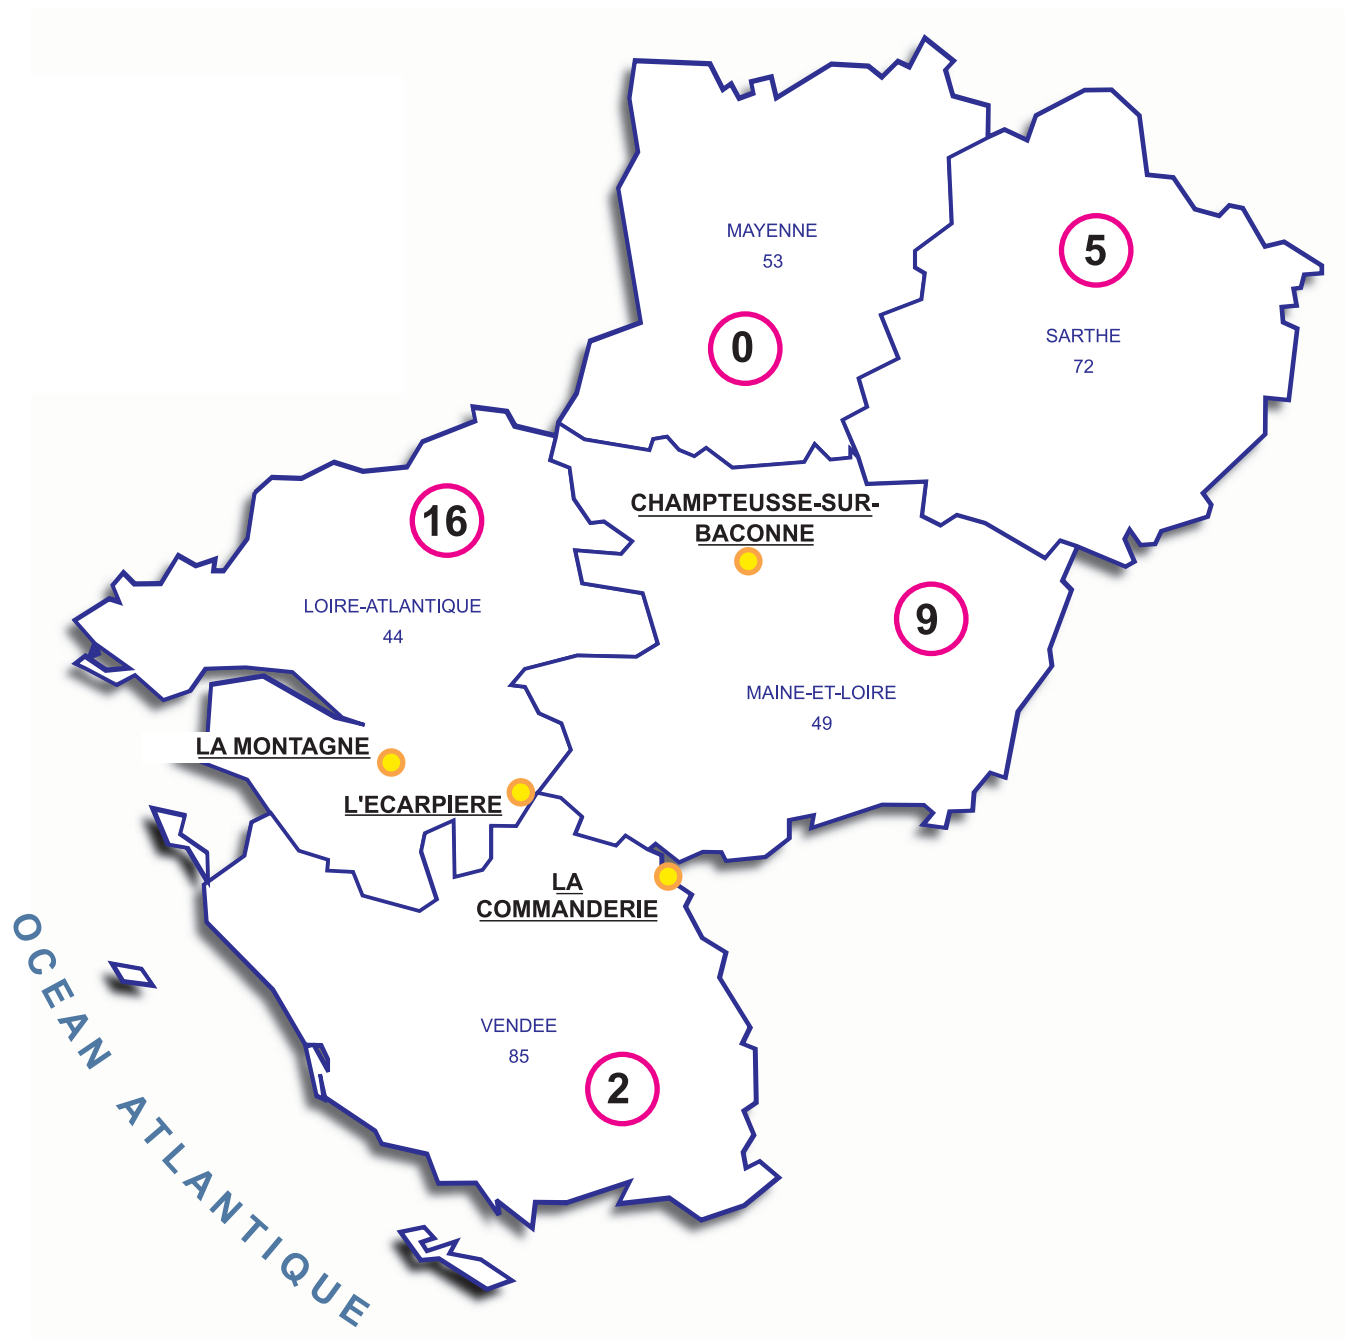 MAYENNE
53
5
0
SARTHE
72
CHAMPTEUSSE-SUR-
BACONNE
16
LOIRE-ATLANTIQUE
44
9
MAINE-ET-LOIRE
49
LA MONTAGNE
L'ECARPIERE
LA
COMMANDERIE
VENDEE
85
2
OCEAN ATLANTIQUE